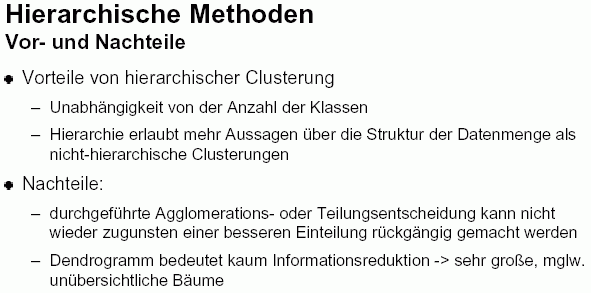 Hierarchische Methoden
Vor- und Nachteile
● Vorteile von hierarchischer Clusterung
– Unabhängigkeit von der Anzahl der Klassen
– Hierarchie erlaubt mehr Aussagen über die Struktur der Datenmenge als
nicht-hierarchische Clusterungen
● Nachteile:
– durchgeführte Agglomerations- oder Teilungsentscheidung kann nicht
wieder zugunsten einer besseren Einteilung rückgängig gemacht werden
– Dendrogramm bedeutet kaum Informationsreduktion -> sehr große, mglw.
unübersichtliche Bäume